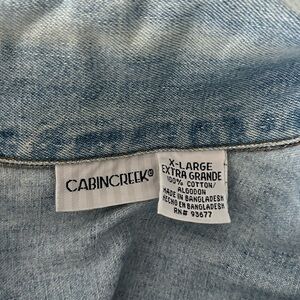 CABINCREEK®
X-LARGE
EXTRA GRANDE
100% COTTON/
ALGODON
MADE IN BANGLADESH
HECHO EN BANGLADESH
RN# 93677